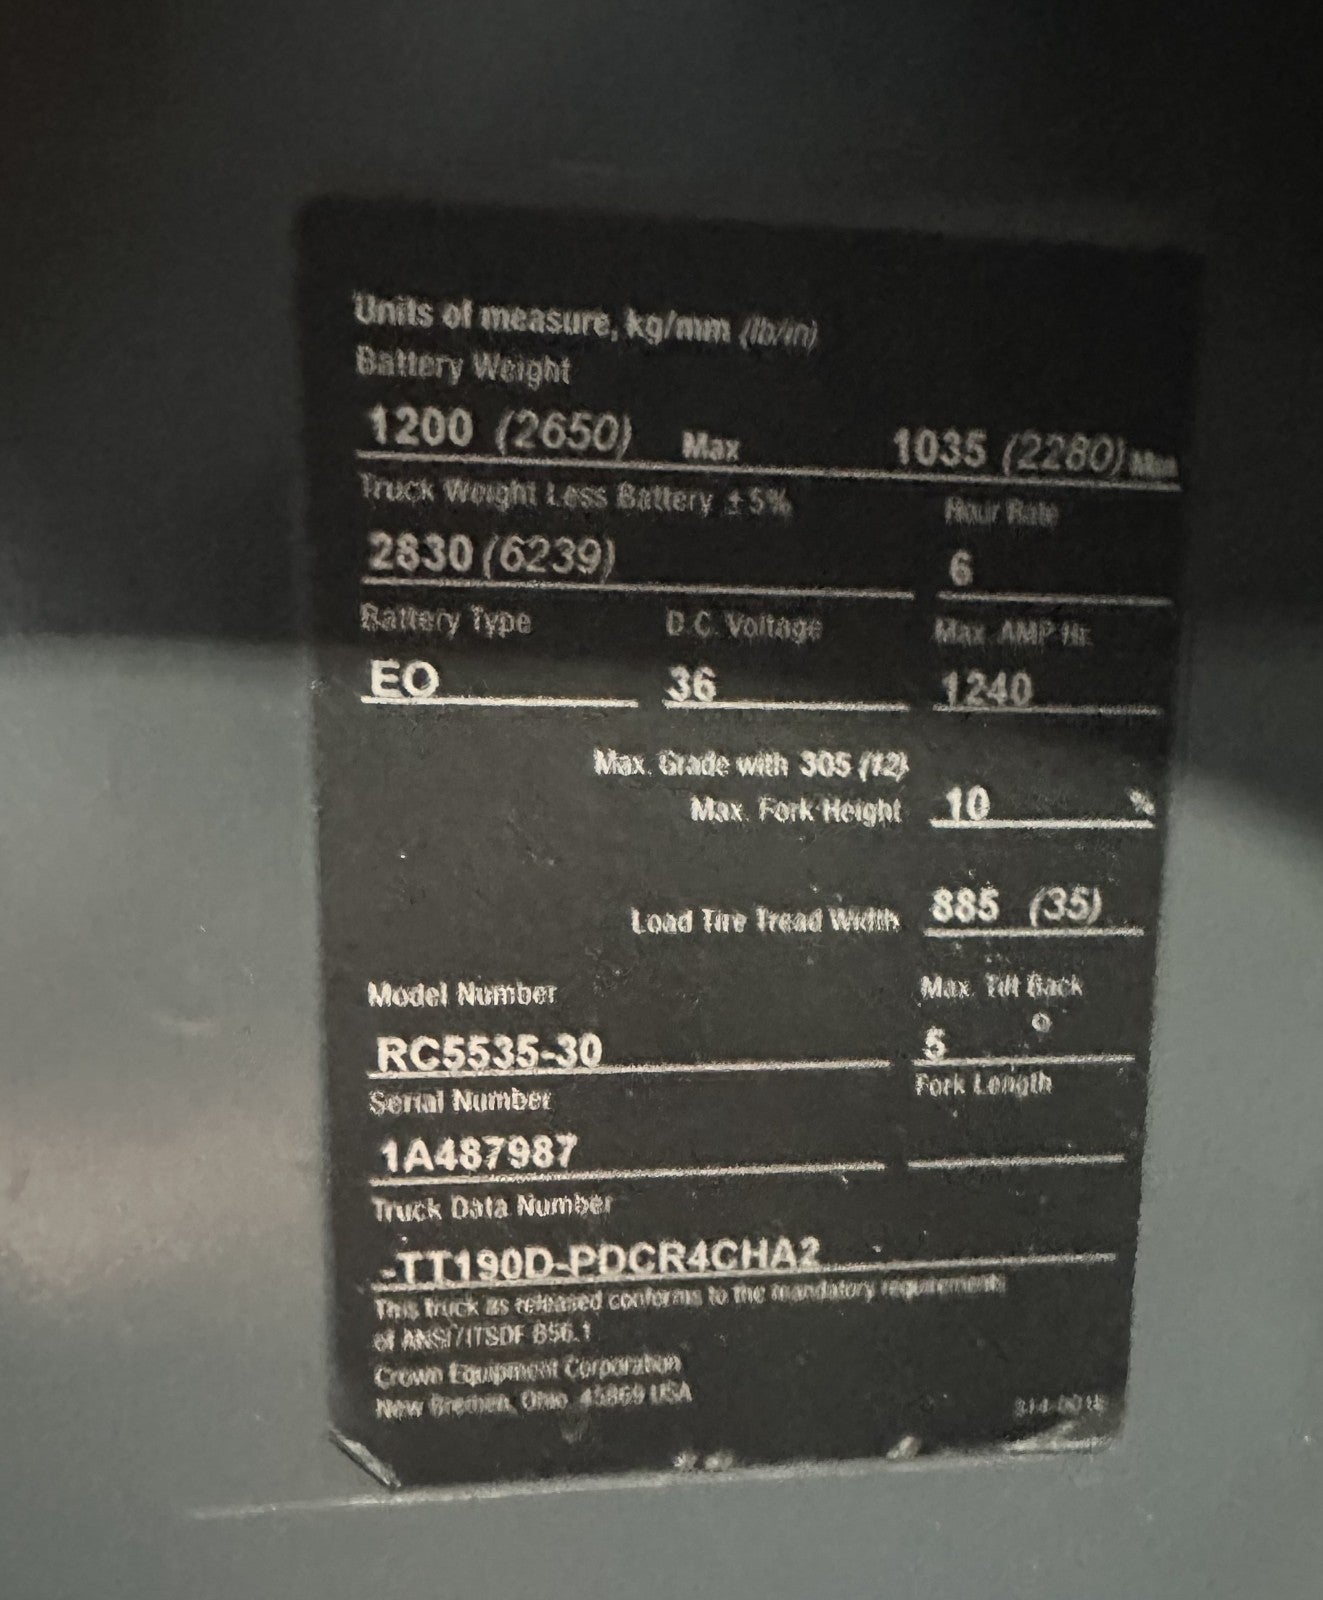 Units of measure, kg/mm (lb/in)
Battery Weight
1200 (2650) Max 1035 (2280) Min
Truck Weight Less Battery ± 5% Hour Rate
2830 (6239) 6
Battery Type D.C. Voltage Max. AMP Hr.
EO 36 1240
Max. Grade with 305 (12)
Max. Fork Height 10 %
Load Tire Tread Width 885 (35)
Model Number Max. Tilt Back
RC5535-30 5 °
Serial Number Fork Length
1A487987
Truck Data Number
-TT190D-PDCR4CHA2
This truck as released conforms to the mandatory requirements
of ANSI/ITSDF B56.1
Crown Equipment Corporation
New Bremen, Ohio 45869 USA